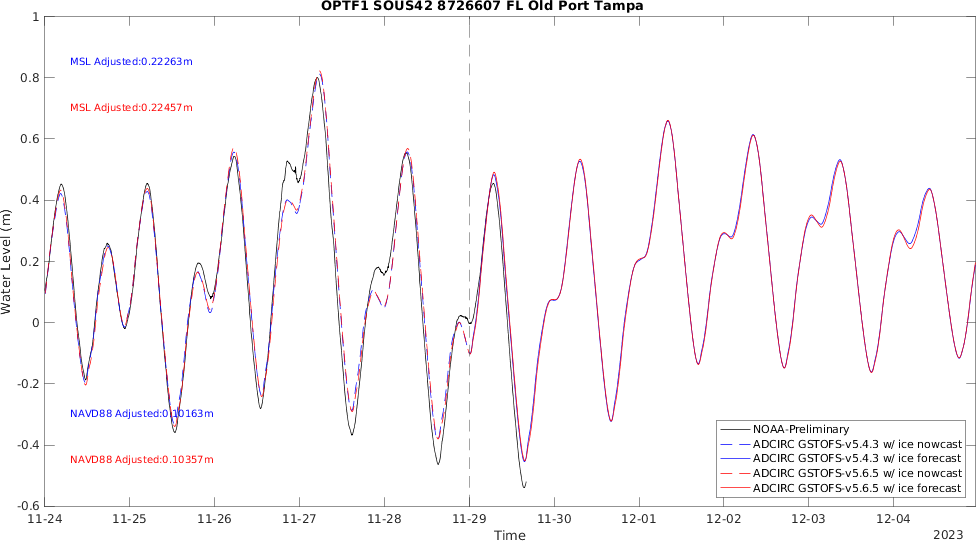 OPTF1 SOUS42 8726607 FL Old Port Tampa
1
0.8
0.6
0.4
0.2
0
-0.2
-0.4
-0.6
Water Level (m)
MSL Adjusted:0.22263m
MSL Adjusted:0.22457m
NAVD88 Adjusted:0.10163m
NAVD88 Adjusted:0.10357m
NOAA-Preliminary
ADCIRC GSTOFS-v5.4.3 w/ ice nowcast
ADCIRC GSTOFS-v5.4.3 w/ ice forecast
ADCIRC GSTOFS-v5.6.5 w/ ice nowcast
ADCIRC GSTOFS-v5.6.5 w/ ice forecast
11-24 11-25 11-26 11-27 11-28 11-29 11-30 12-01 12-02 12-03 12-04
Time
2023